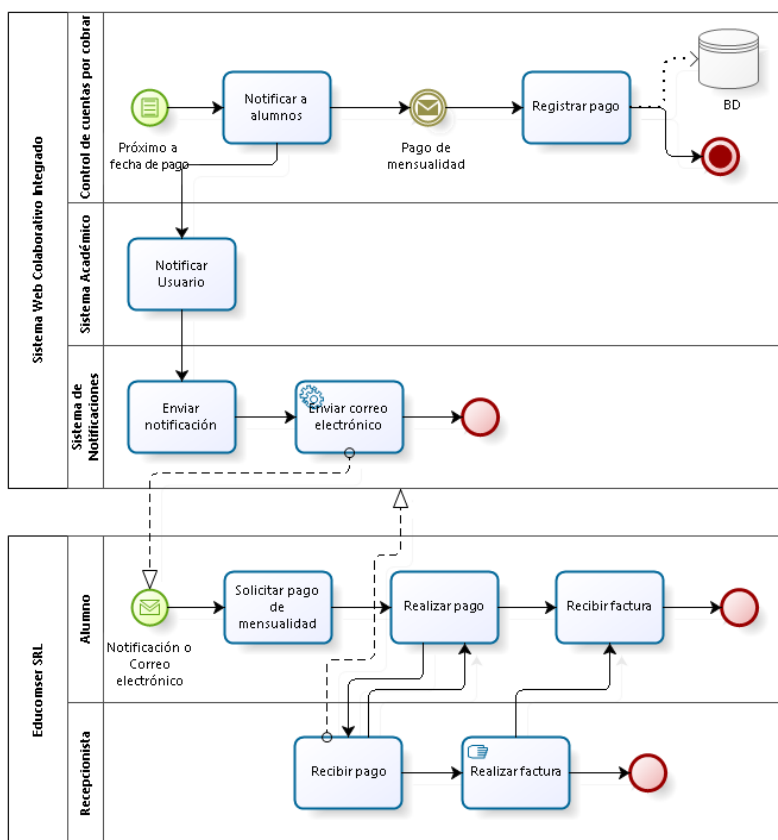 Sistema Web Colaborativo Integrado
Control de cuentas por cobrar
Próximo a
fecha de pago
Notificar a
alumnos
Pago de
mensualidad
Registrar pago
BD
Sistema Académico
Notificar
Usuario
Sistema de
Notificaciones
Enviar
notificación
Enviar correo
electrónico
Educomser SRL
Alumno
Notificación o
Correo
electrónico
Solicitar pago
de
mensualidad
Realizar pago
Recibir factura
Recepcionista
Recibir pago
Realizar factura